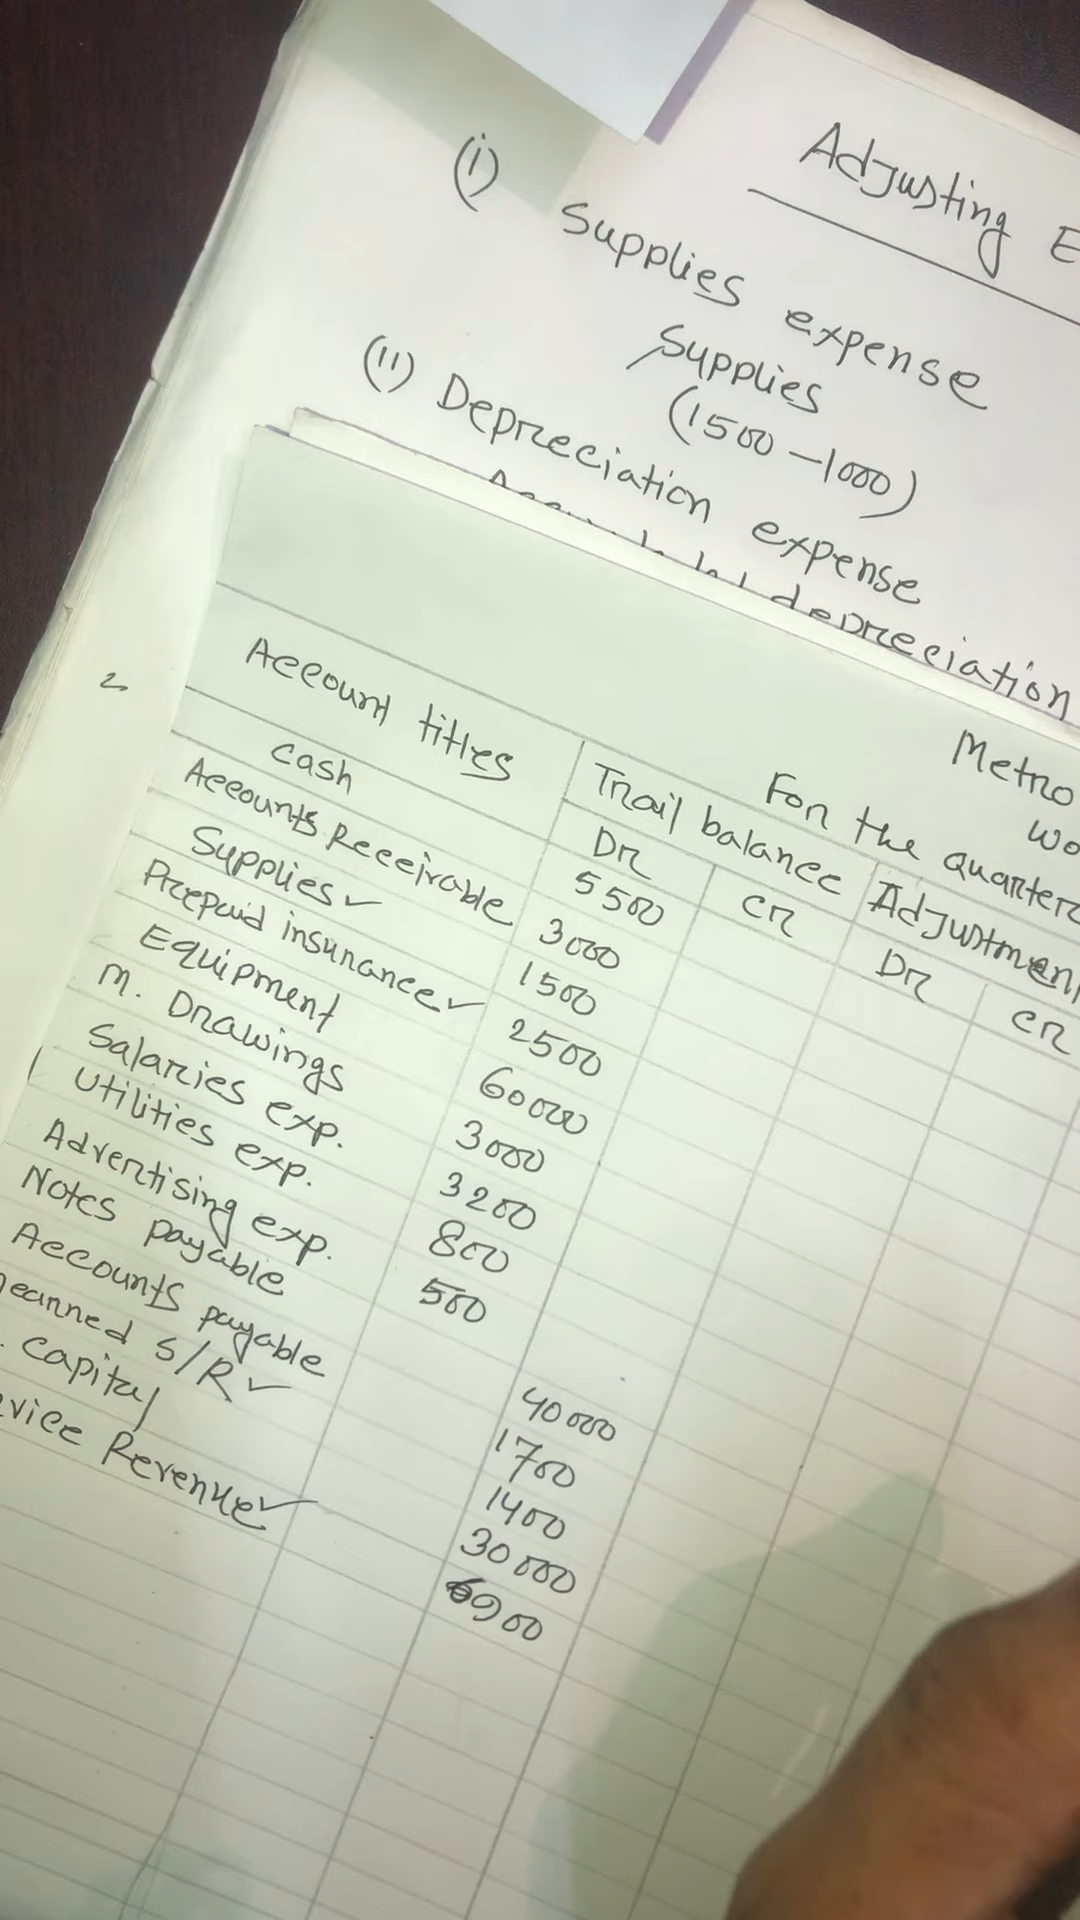 Adjusting E
(i) Supplies expense
Supplies
(1500 - 1000)
(ii) Depreciation expense
depreciation
Metro
For the quarter
Account titles Trail balance Adjustmen
DR CR DR CR
Cash 5500
Accounts Receivable 3000
Supplies ✓ 1500
Prepaid insurance ✓ 2500
Equipment 60000
M. Drawings 3000
Salaries exp. 3200
Utilities exp. 800
Advertising exp. 500
Notes payable 40000
Accounts payable 1700
earned S/R ✓ 1400
. Capital 30000
vice Revenue ✓ 6900